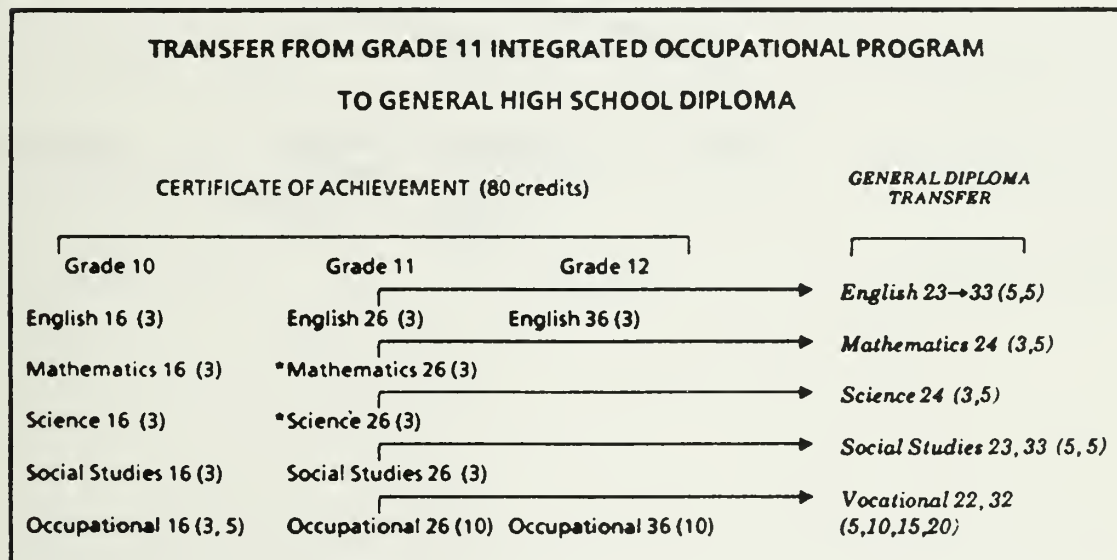 TRANSFER FROM GRADE 11 INTEGRATED OCCUPATIONAL PROGRAM
TO GENERAL HIGH SCHOOL DIPLOMA
CERTIFICATE OF ACHIEVEMENT (80 credits)
GENERAL DIPLOMA
TRANSFER
Grade 10 Grade 11 Grade 12
English 23→33 (5,5)
English 16 (3) English 26 (3) English 36 (3)
Mathematics 24 (3,5)
Mathematics 16 (3) *Mathematics 26 (3)
Science 24 (3,5)
Science 16 (3) *Science 26 (3)
Social Studies 23, 33 (5, 5)
Social Studies 16 (3) Social Studies 26 (3)
Vocational 22, 32
Occupational 16 (3, 5) Occupational 26 (10) Occupational 36 (10) (5,10,15,20)